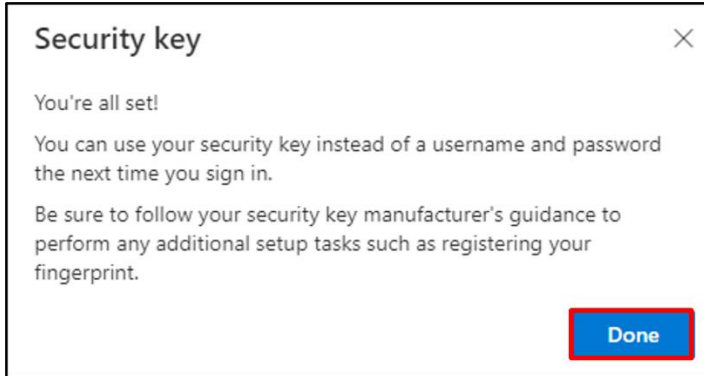 Security key
You're all set!
You can use your security key instead of a username and password
the next time you sign in.
Be sure to follow your security key manufacturer's guidance to
perform any additional setup tasks such as registering your
fingerprint.
Done